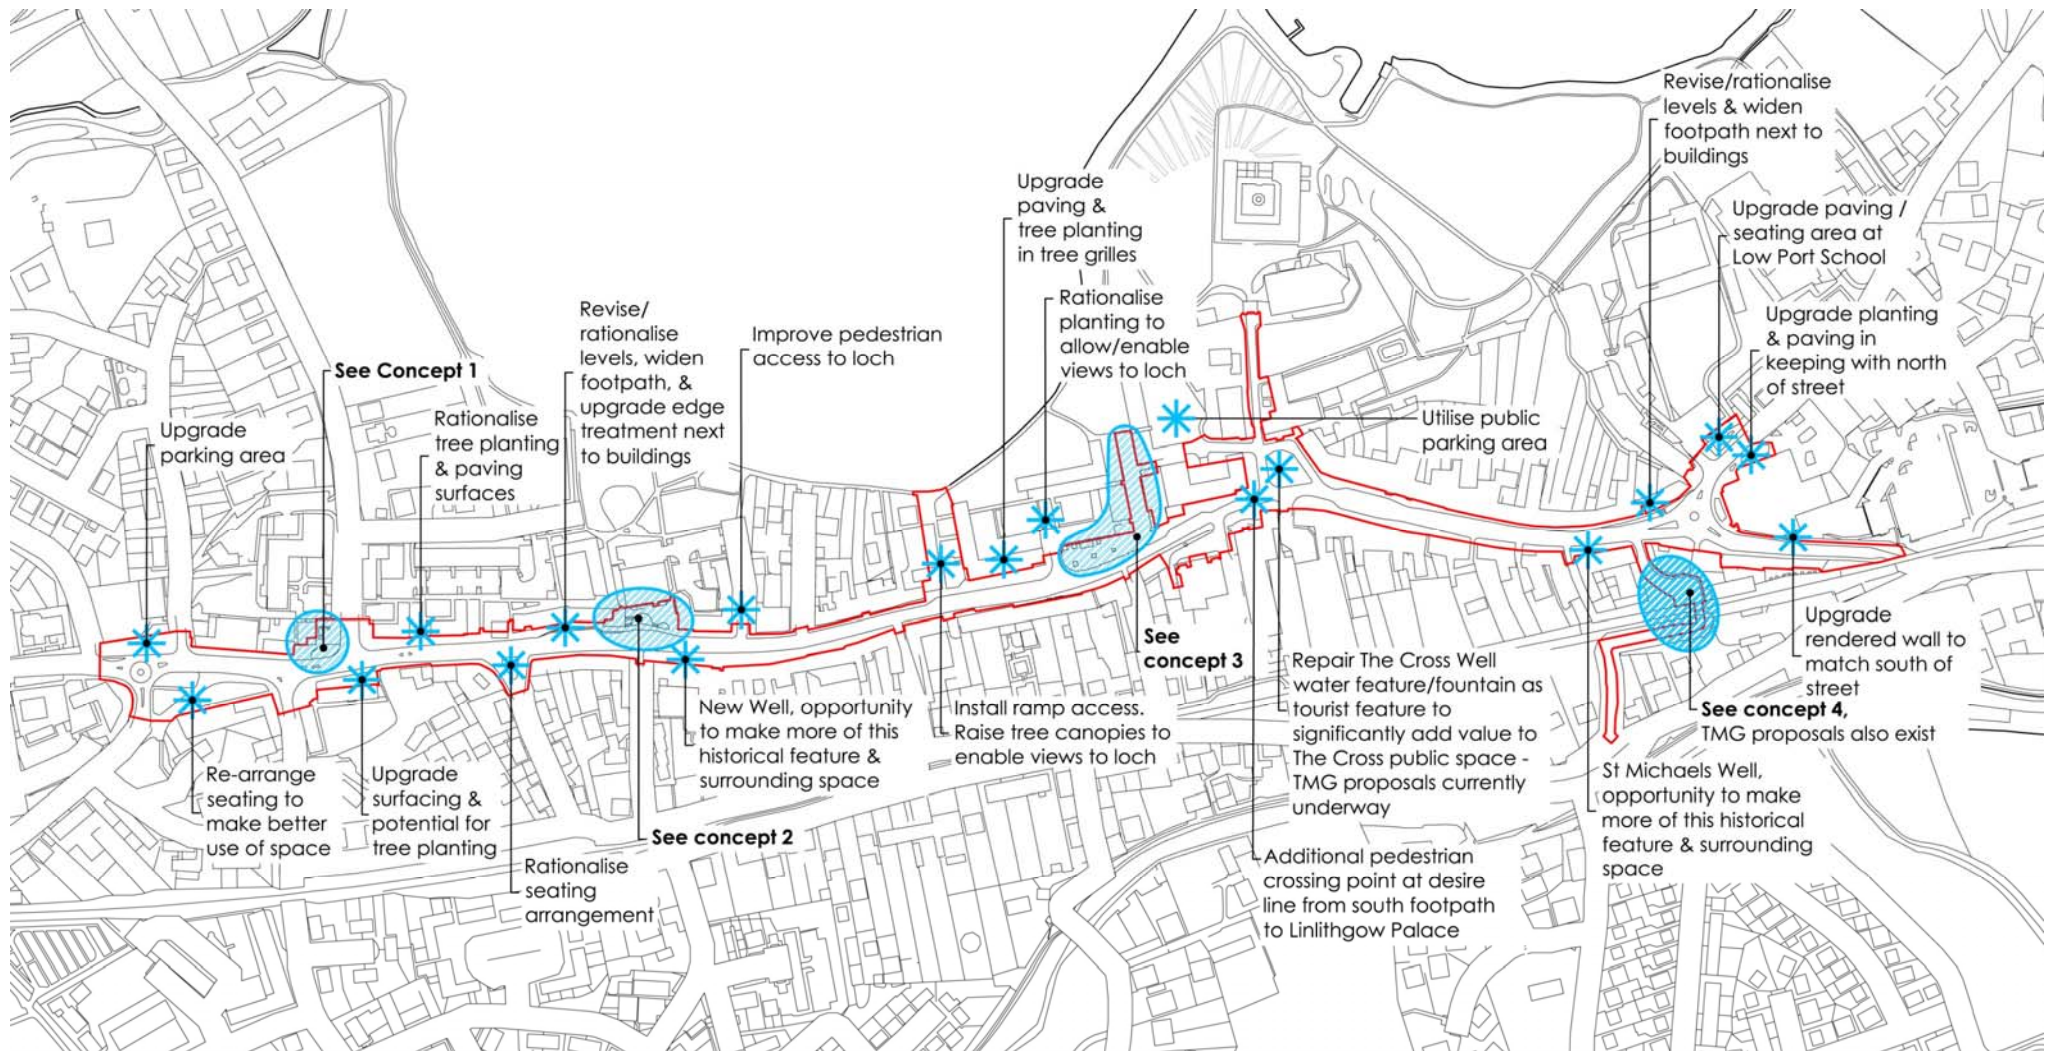 Revise/rationalise
levels & widen
footpath next to
buildings
Upgrade
paving &
tree planting
in tree grilles
Upgrade paving /
seating area at
Low Port School
Rationalise
planting to
allow/enable
views to loch
Revise/
rationalise
levels, widen
footpath, &
upgrade edge
treatment next
to buildings
Improve pedestrian
access to loch
Upgrade planting
& paving in
keeping with north
of street
See Concept 1
Rationalise
tree planting
& paving
surfaces
Upgrade
parking area
Utilise public
parking area
See
concept 3
Upgrade
rendered wall to
match south of
street
Repair The Cross Well
water feature/fountain as
tourist feature to
significantly add value to
The Cross public space -
TMG proposals currently
underway
New Well, opportunity
to make more of this
historical feature &
surrounding space
Install ramp access.
Raise tree canopies to
enable views to loch
See concept 4,
TMG proposals also exist
Re-arrange
seating to
make better
use of space
Upgrade
surfacing &
potential for
tree planting
St Michaels Well,
opportunity to make
more of this historical
feature & surrounding
space
See concept 2
Rationalise
seating
arrangement
Additional pedestrian
crossing point at desire
line from south footpath
to Linlithgow Palace